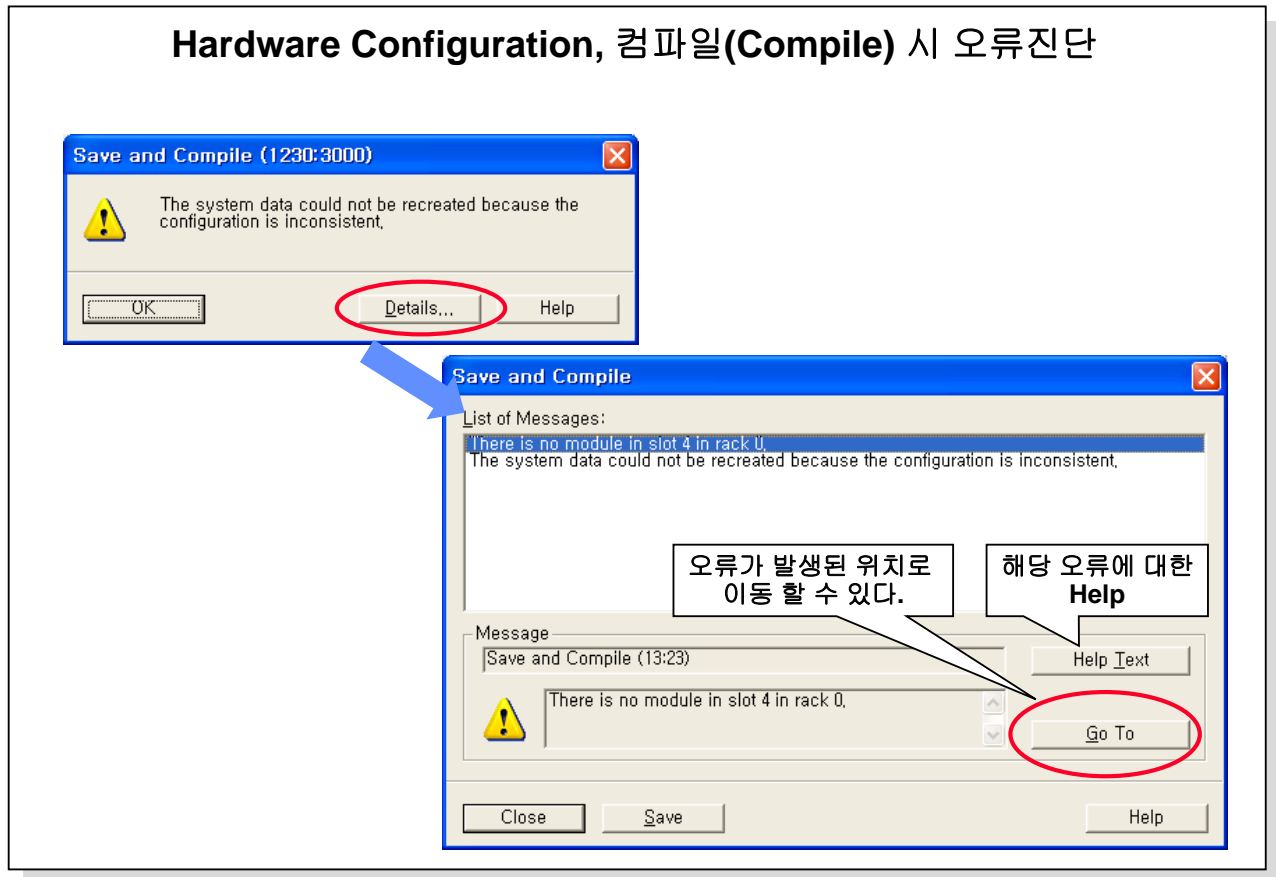 Hardware Configuration, 컴파일(Compile) 시 오류진단
Save and Compile (1230:3000)
The system data could not be recreated because the
configuration is inconsistent,
OK
Details,,,
Help
Save and Compile
List of Messages:
There is no module in slot 4 in rack 0,
The system data could not be recreated because the configuration is inconsistent,
오류가 발생된 위치로
이동 할 수 있다.
해당 오류에 대한
Help
Message
Save and Compile (13:23)
Help Text
There is no module in slot 4 in rack 0,
Go To
Close
Save
Help